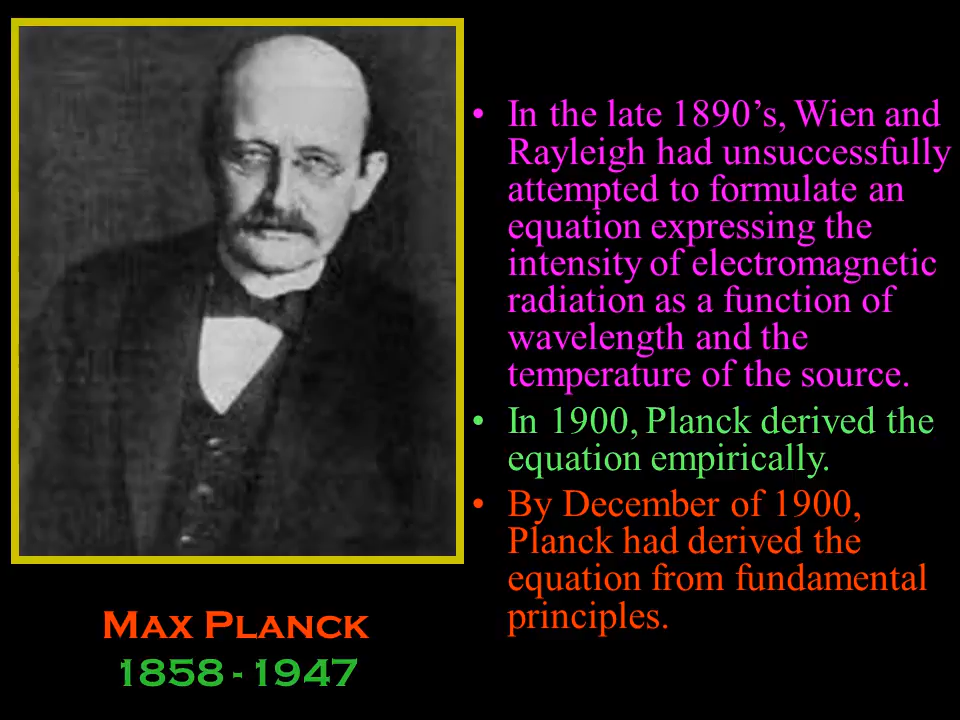 • In the late 1890’s, Wien and
Rayleigh had unsuccessfully
attempted to formulate an
equation expressing the
intensity of electromagnetic
radiation as a function of
wavelength and the
temperature of the source.
• In 1900, Planck derived the
equation empirically.
• By December of 1900,
Planck had derived the
equation from fundamental
principles.
Max Planck
1858 - 1947